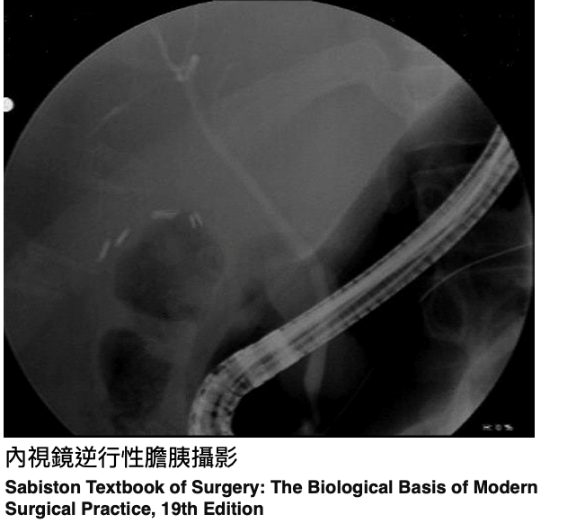 內視鏡逆行性膽胰攝影
Sabiston Textbook of Surgery: The Biological Basis of Modern
Surgical Practice, 19th Edition